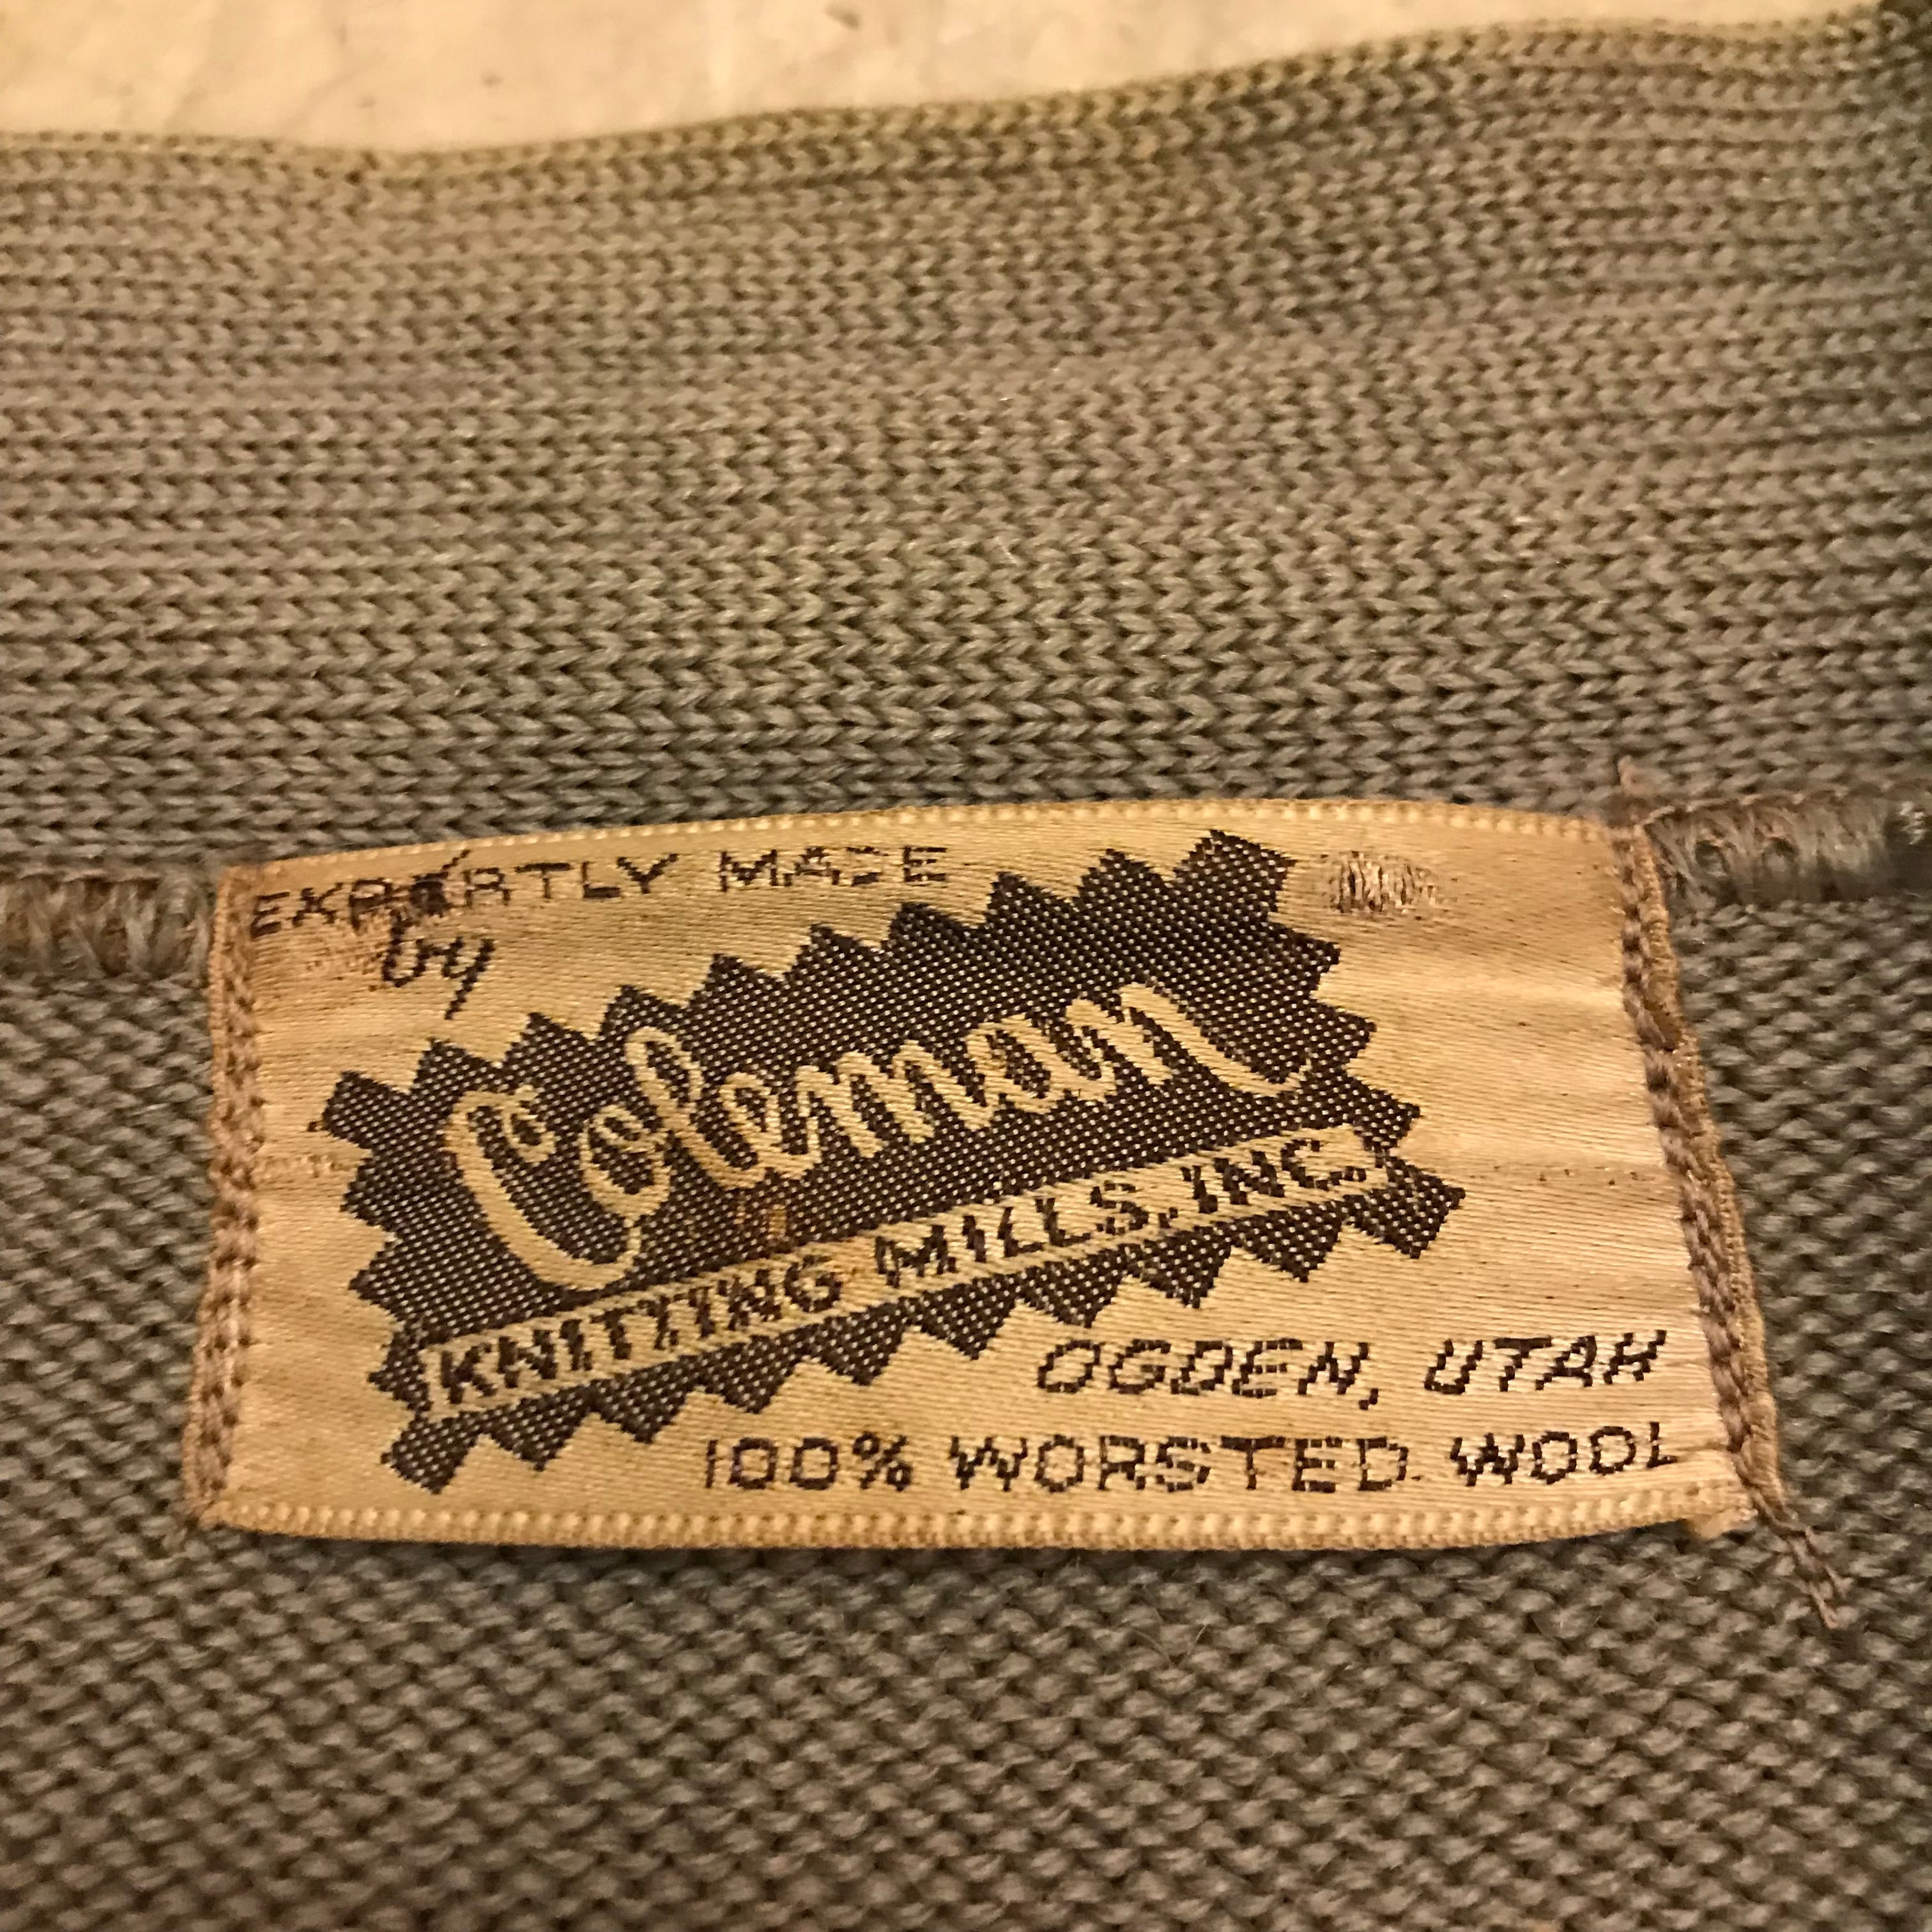 EXPERTLY MADE
by
Coleman
KNITTING MILLS, INC.
OGDEN, UTAH
100% WORSTED WOOL